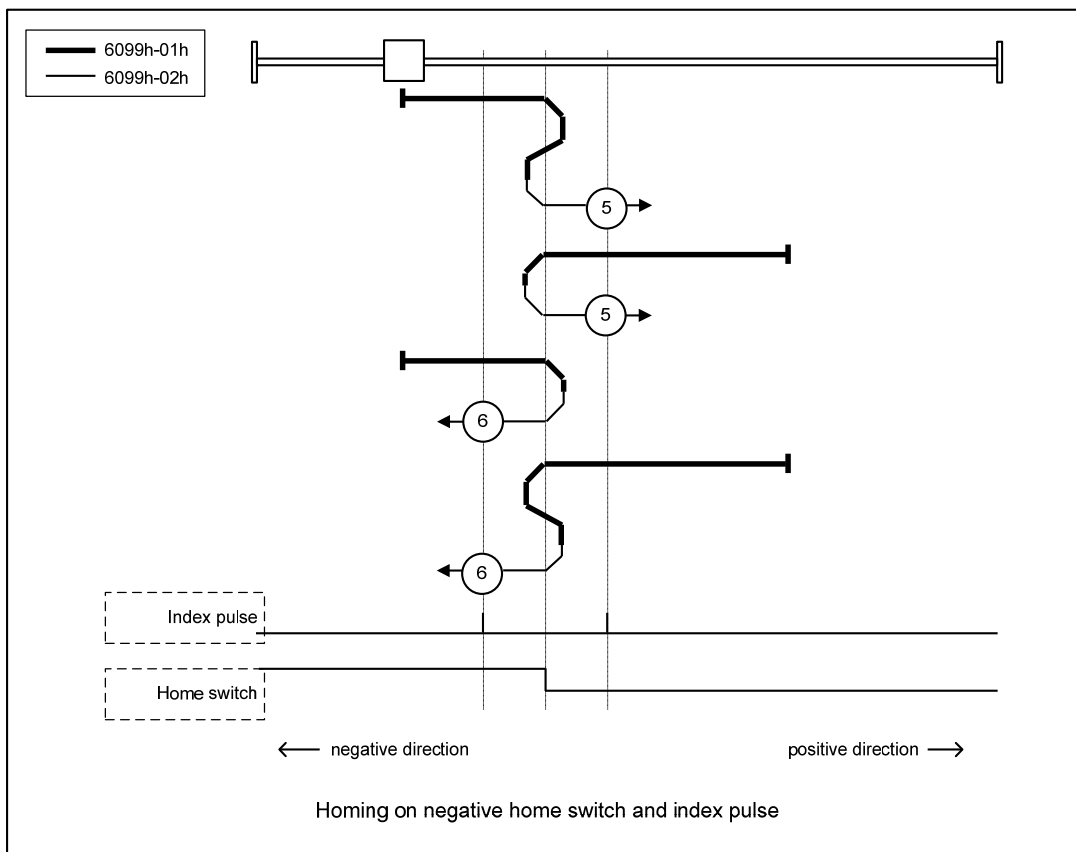 6099h-01h
6099h-02h
5
5
6
6
Index pulse
Home switch
negative direction
positive direction
Homing on negative home switch and index pulse